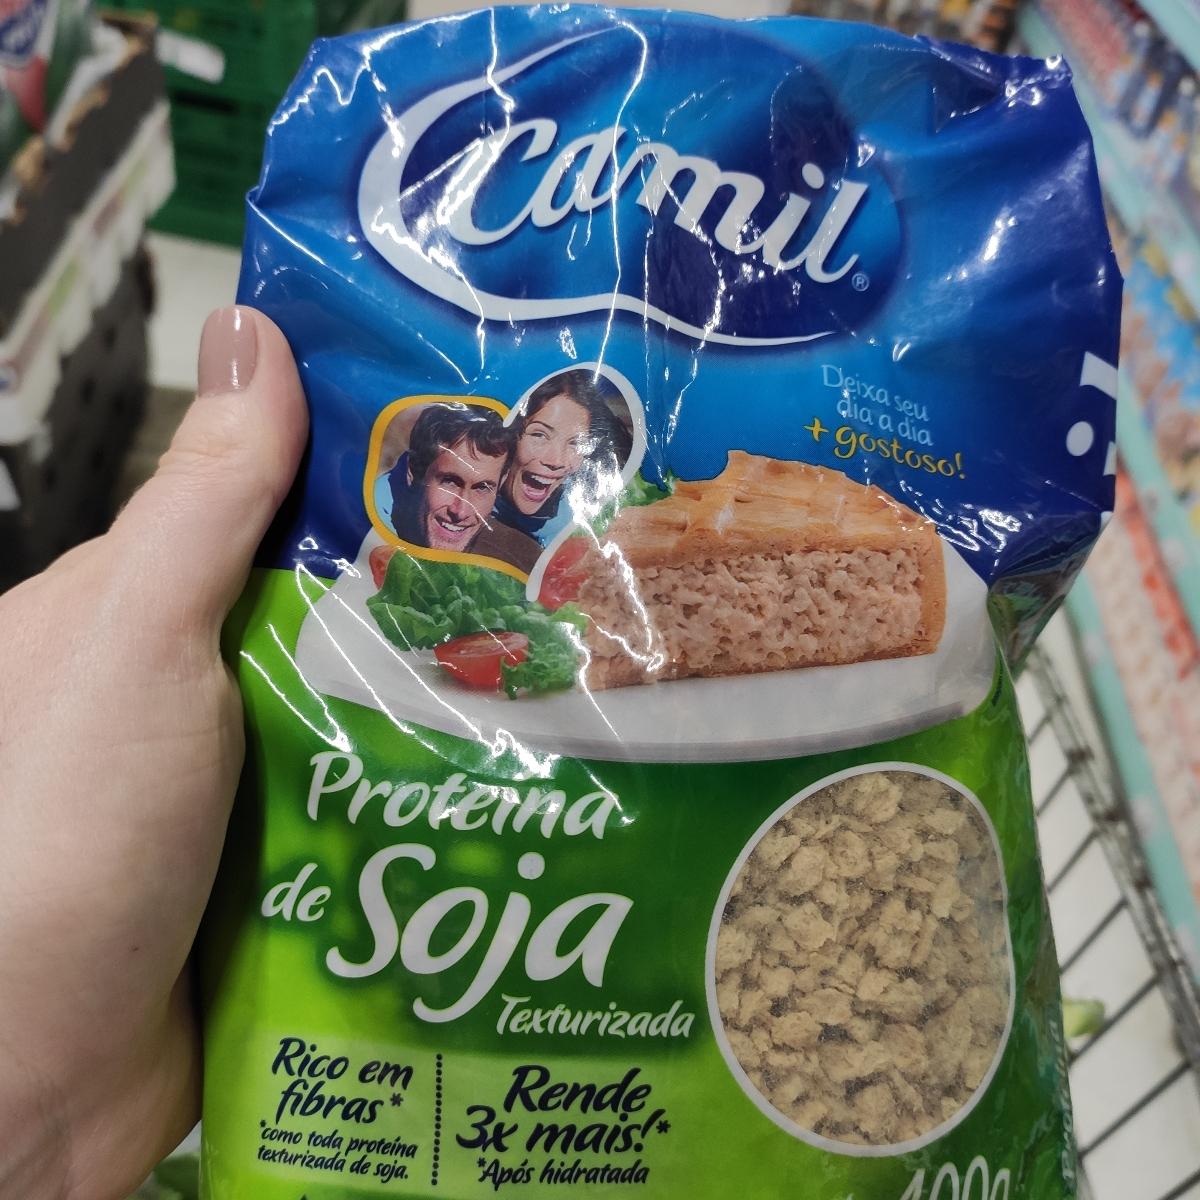 Camil®
Deixa seu
dia a dia
+ gostoso!
Proteína
de Soja
Texturizada
Rico em
fibras*
*como toda proteína
texturizada de soja.
Rende
3x mais!*
*Após hidratada
400g